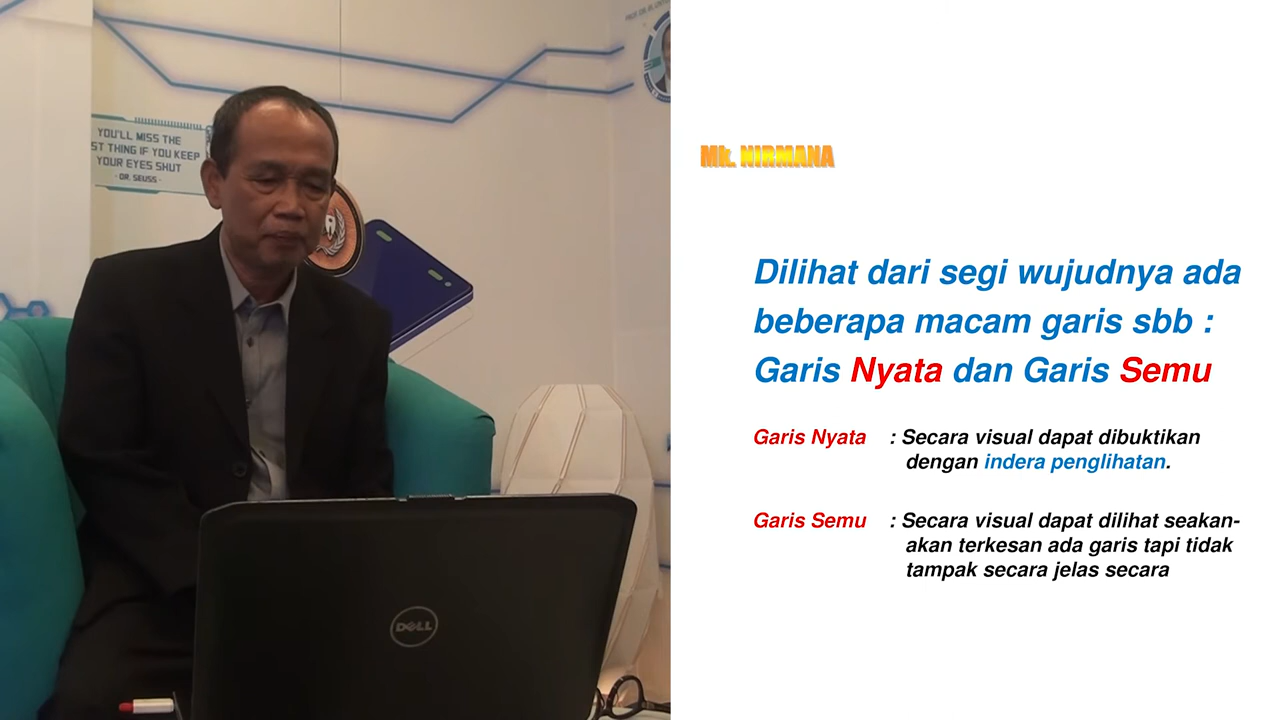 YOU'LL MISS THE
ST THING IF YOU KEEP
YOUR EYES SHUT
- DR. SEUSS -
PROF. DR. M.
DELL
Mk. NIRMANA
Dilihat dari segi wujudnya ada
beberapa macam garis sbb :
Garis Nyata dan Garis Semu
Garis Nyata : Secara visual dapat dibuktikan
dengan indera penglihatan.
Garis Semu : Secara visual dapat dilihat seakan-
akan terkesan ada garis tapi tidak
tampak secara jelas secara